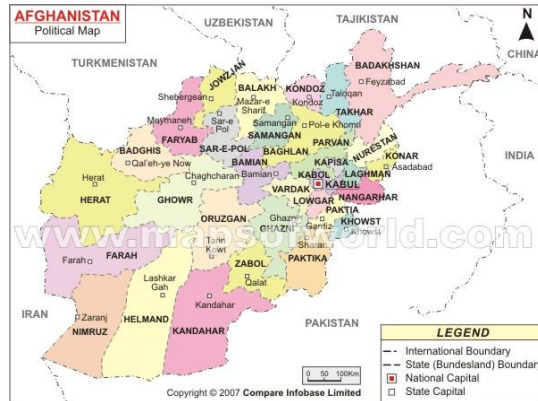 AFGHANISTAN
Political Map
UZBEKISTAN
TAJIKISTAN
N
CHINA
TURKMENISTAN
BADAKHSHAN
Feyzabad
JOWZJAN
BALAKH
KONDOZ
Kondoz
Taloqan
TAKHAR
Shebergean
Mazar-e
Sharif
Maymaneh
FARYAB
Sar-e
Pol
SAR-E-POL
Samangan
SAMANGAN
Pol-e Khomri
BAGHLAN
PARVAN
NURESTAN
KONAR
Asadabad
INDIA
BADGHIS
Qal'eh-ye Now
BAMIAN
Bamian
KAPISA
LAGHMAN
KABOL
KABUL
NANGARHAR
Herat
HERAT
Chaghcharan
GHOWR
VARDAK
LOWGAR
PAKTIA
Gardiz
KHOWST
Khowst
ORUZGAN
Ghazni
GHAZNI
www.mapsofworld.com
Sharan
PAKTIKA
Farah
FARAH
Tarin
Kowt
ZABOL
Qalat
Lashkar
Gah
Kandahar
KANDAHAR
IRAN
Zaranj
NIMRUZ
HELMAND
PAKISTAN
0 50 100Km
LEGEND
International Boundary
State (Bundesland) Boundary
National Capital
State Capital
Copyright © 2007 Compare Infobase Limited